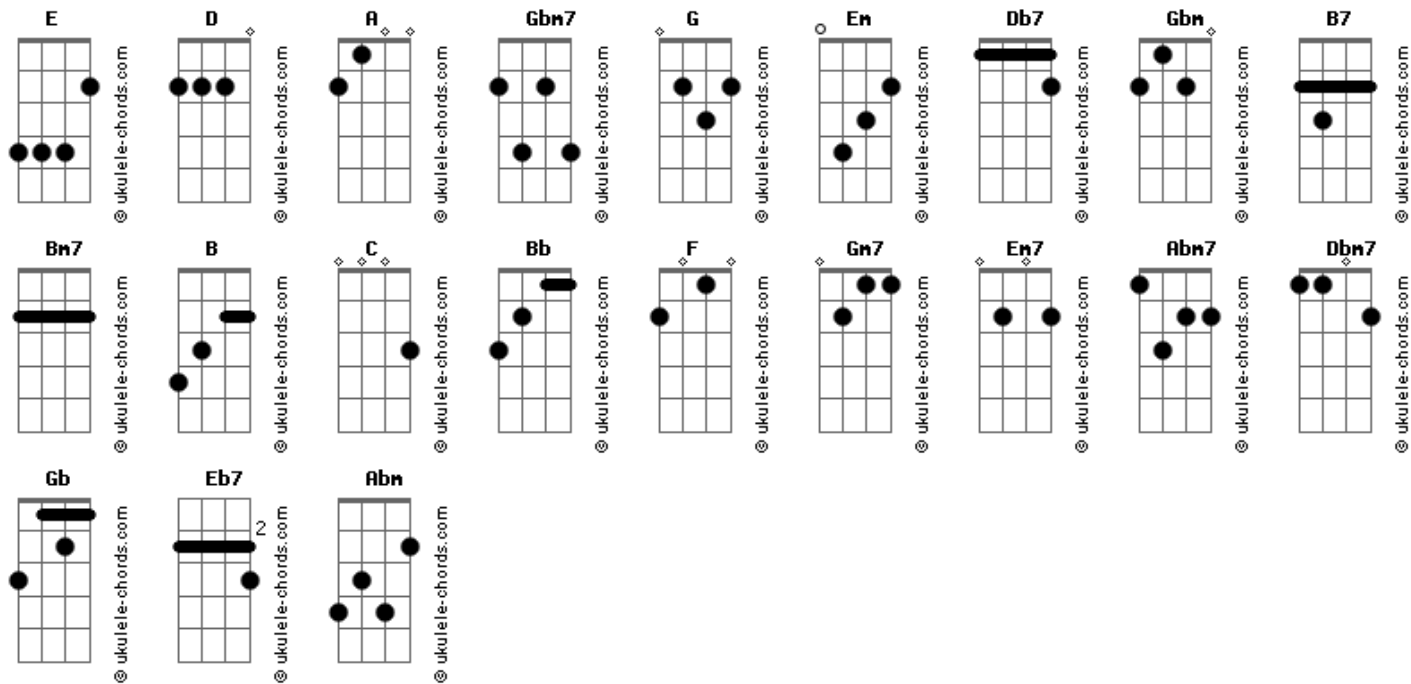 E D A Gbm7 G Em Db7 Gbm B7
© ukulele-chords.com © ukulele-chords.com © ukulele-chords.com © ukulele-chords.com © ukulele-chords.com © ukulele-chords.com © ukulele-chords.com © ukulele-chords.com © ukulele-chords.com
Bm7 B C Bb F Gm7 Em7 Abm7 Dbm7
© ukulele-chords.com © ukulele-chords.com © ukulele-chords.com © ukulele-chords.com © ukulele-chords.com © ukulele-chords.com © ukulele-chords.com © ukulele-chords.com © ukulele-chords.com
Gb Eb7 Abm
2
© ukulele-chords.com © ukulele-chords.com © ukulele-chords.com